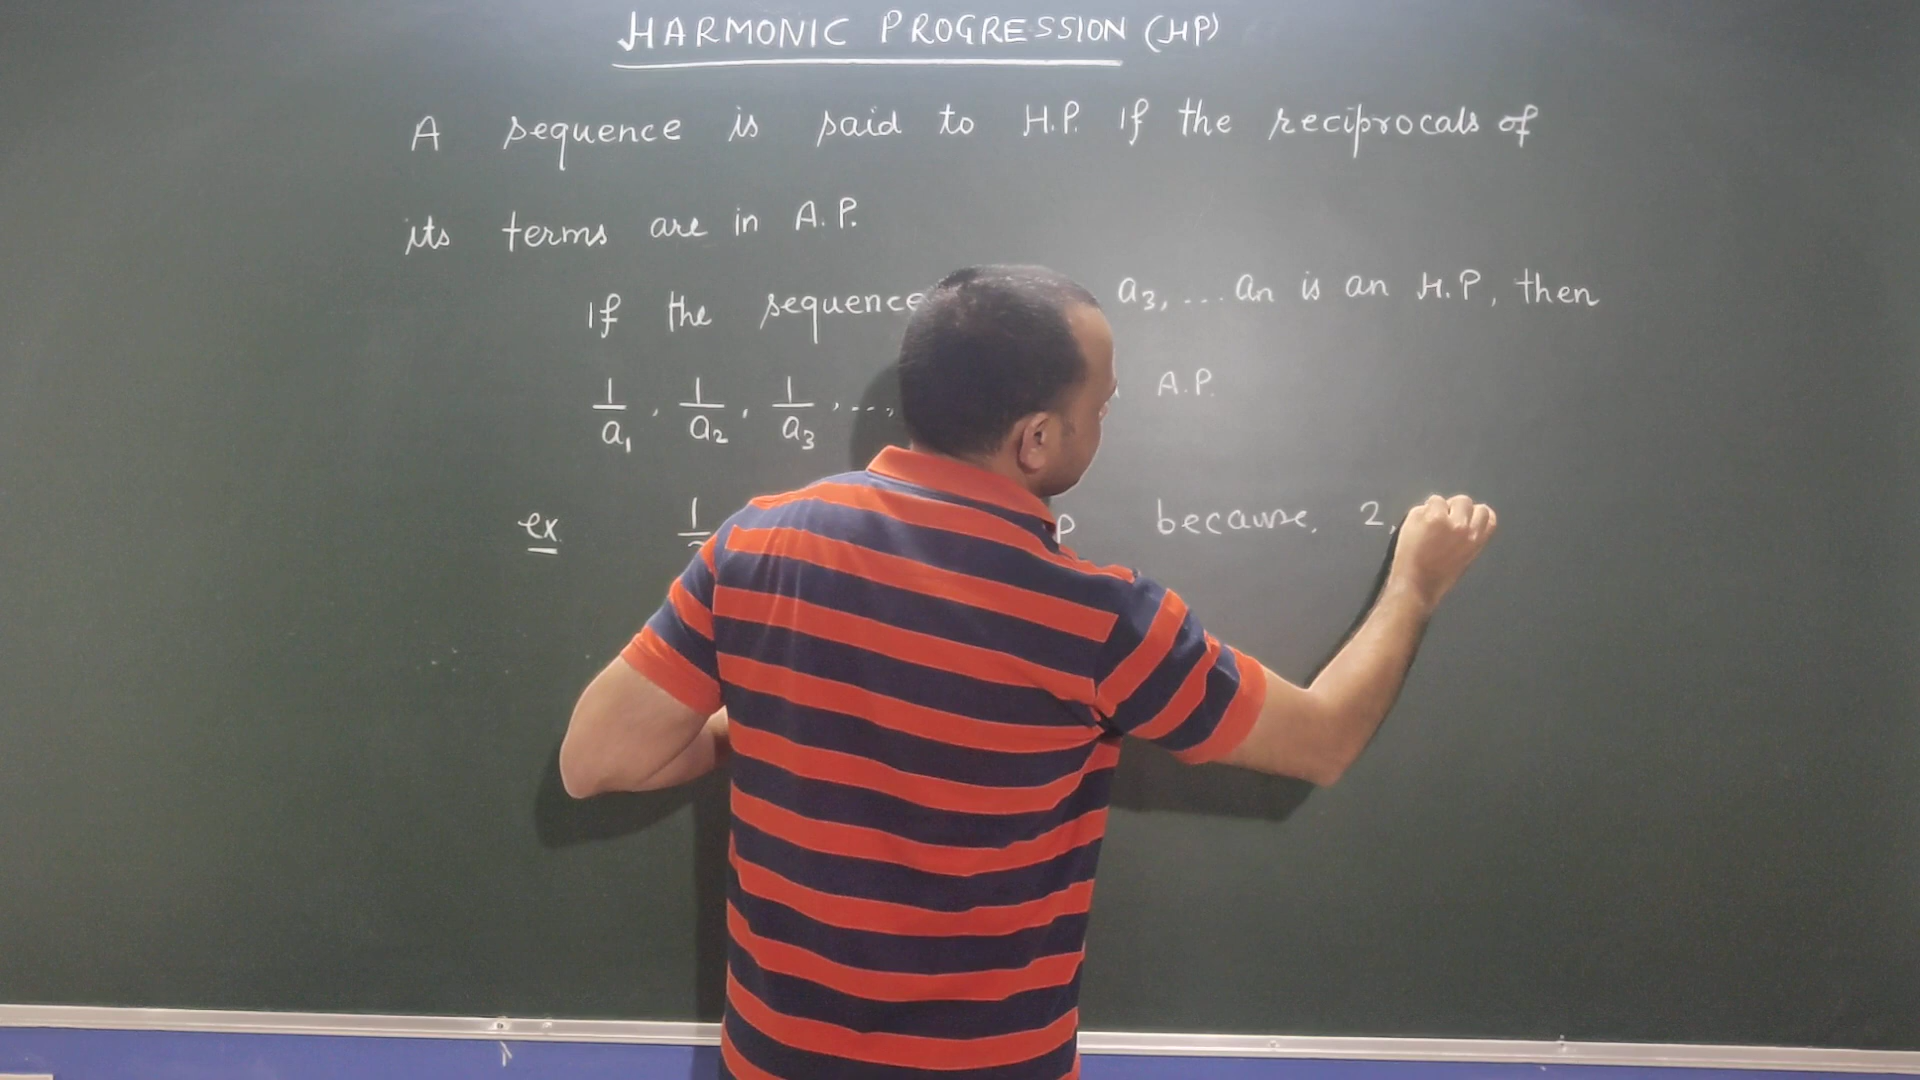 HARMONIC PROGRESSION (HP)
A sequence is said to H.P. if the reciprocals of
its terms are in A.P.
If the sequence a3, ... an is an H.P, then
1/a1, 1/a2, 1/a3, ..., A.P.
ex. because, 2,